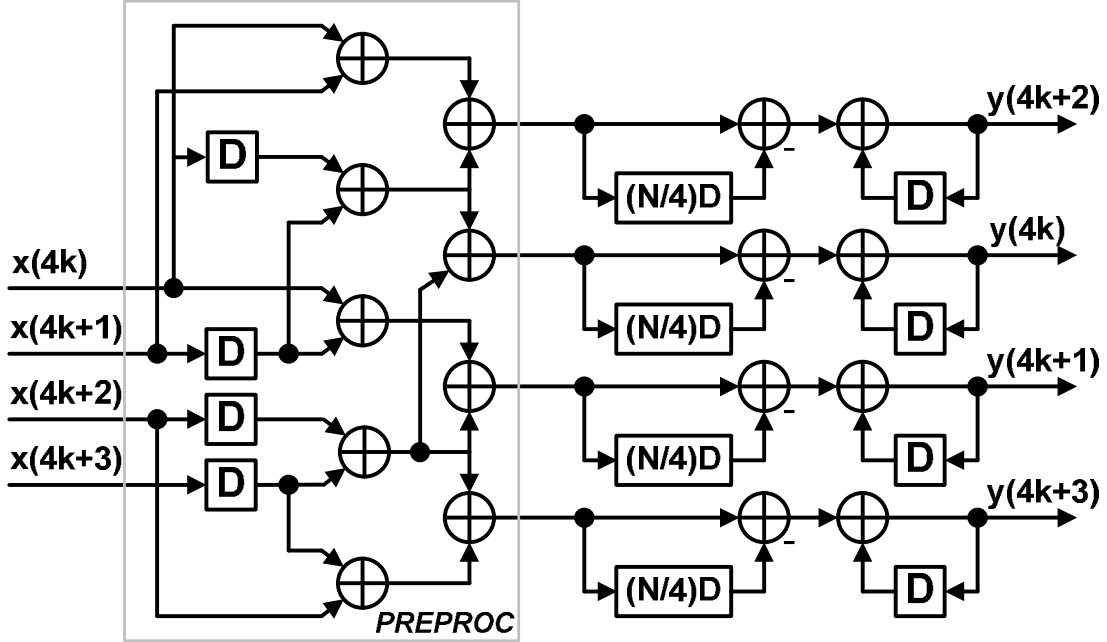 D
x(4k)
x(4k+1)
D
x(4k+2)
D
x(4k+3)
D
PREPROC
y(4k+2)
(N/4)D
D
y(4k)
(N/4)D
D
y(4k+1)
(N/4)D
D
y(4k+3)
(N/4)D
D
-
-
-
-